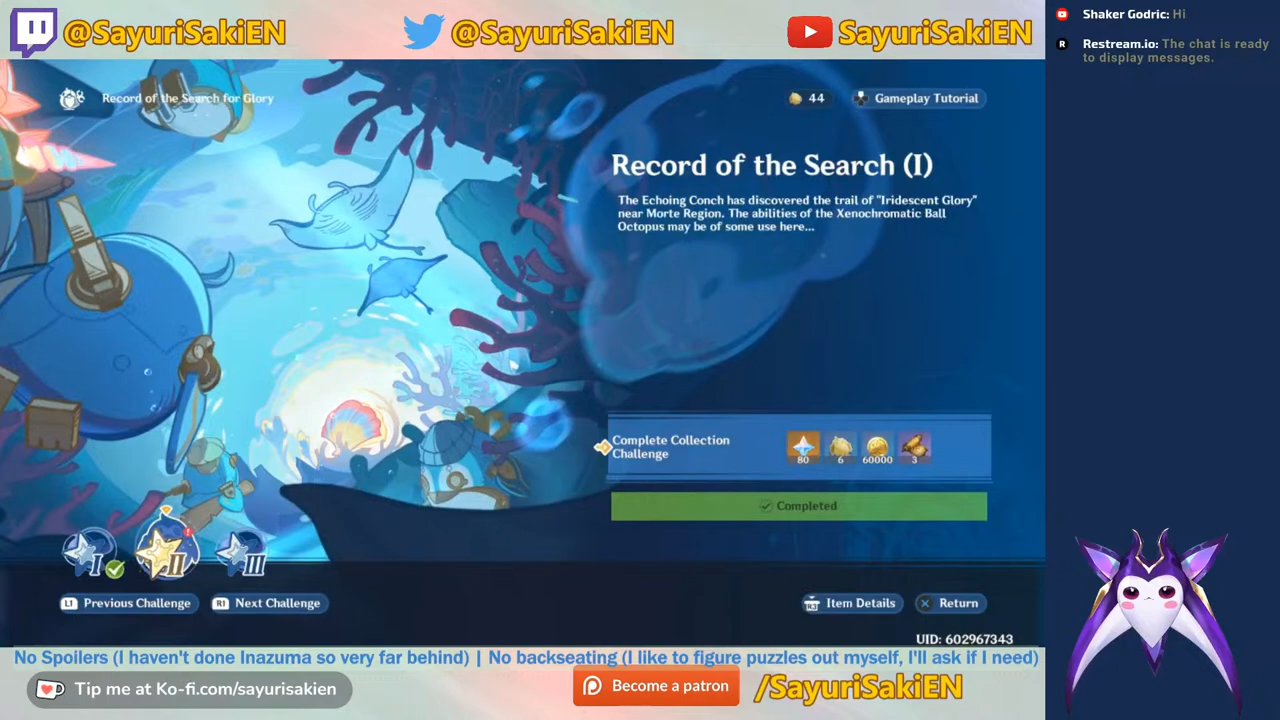 @SayuriSakiEN
@SayuriSakiEN
SayuriSakiEN
Shaker Godric: Hi
Restream.io: The chat is ready
to display messages.
Record of the Search for Glory
44
Gameplay Tutorial
Record of the Search (I)
The Echoing Conch has discovered the trail of "Iridescent Glory"
near Morte Region. The abilities of the Xenochromatic Ball
Octopus may be of some use here...
Complete Collection
Challenge
80
6
60000
3
Completed
I
II
III
L1 Previous Challenge
R1 Next Challenge
R3 Item Details
Return
UID: 602967343
No Spoilers (I haven't done Inazuma so very far behind) | No backseating (I like to figure puzzles out myself, I'll ask if I need)
Tip me at Ko-fi.com/sayurisakien
Become a patron
/SayuriSakiEN